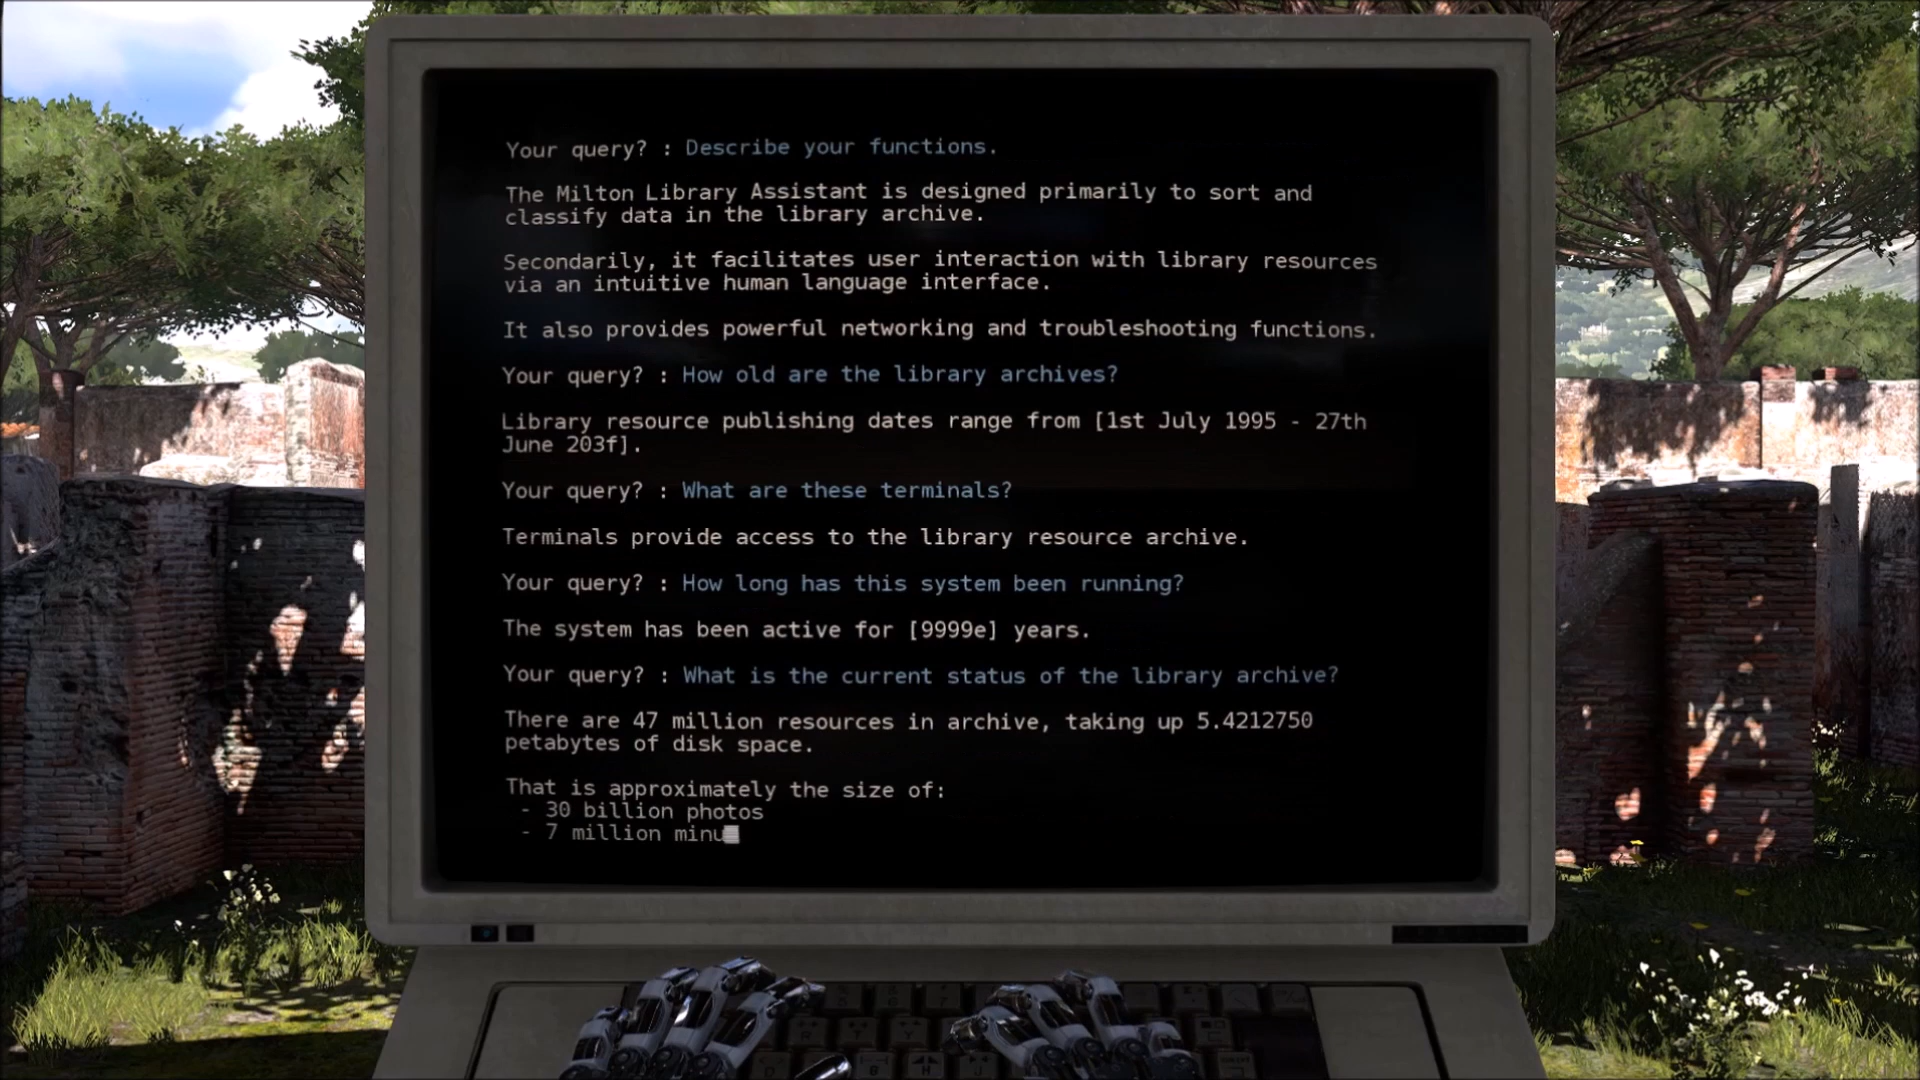 Your query? : Describe your functions.
The Milton Library Assistant is designed primarily to sort and
classify data in the library archive.
Secondarily, it facilitates user interaction with library resources
via an intuitive human language interface.
It also provides powerful networking and troubleshooting functions.
Your query? : How old are the library archives?
Library resource publishing dates range from [1st July 1995 - 27th
June 203f].
Your query? : What are these terminals?
Terminals provide access to the library resource archive.
Your query? : How long has this system been running?
The system has been active for [9999e] years.
Your query? : What is the current status of the library archive?
There are 47 million resources in archive, taking up 5.4212750
petabytes of disk space.
That is approximately the size of:
- 30 billion photos
- 7 million minu